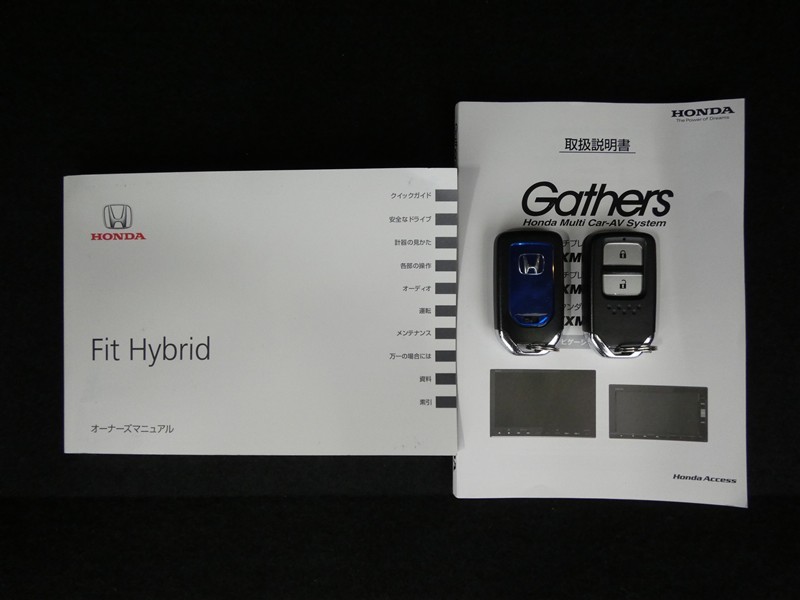 HONDA
Fit Hybrid
オーナーズマニュアル
クイックガイド
安全なドライブ
計器の見かた
各部の操作
オーディオ
運転
メンテナンス
万一の場合には
資料
索引
HONDA
The Power of Dreams
取扱説明書
Gathers
Honda Multi Car-AV System
Honda Access